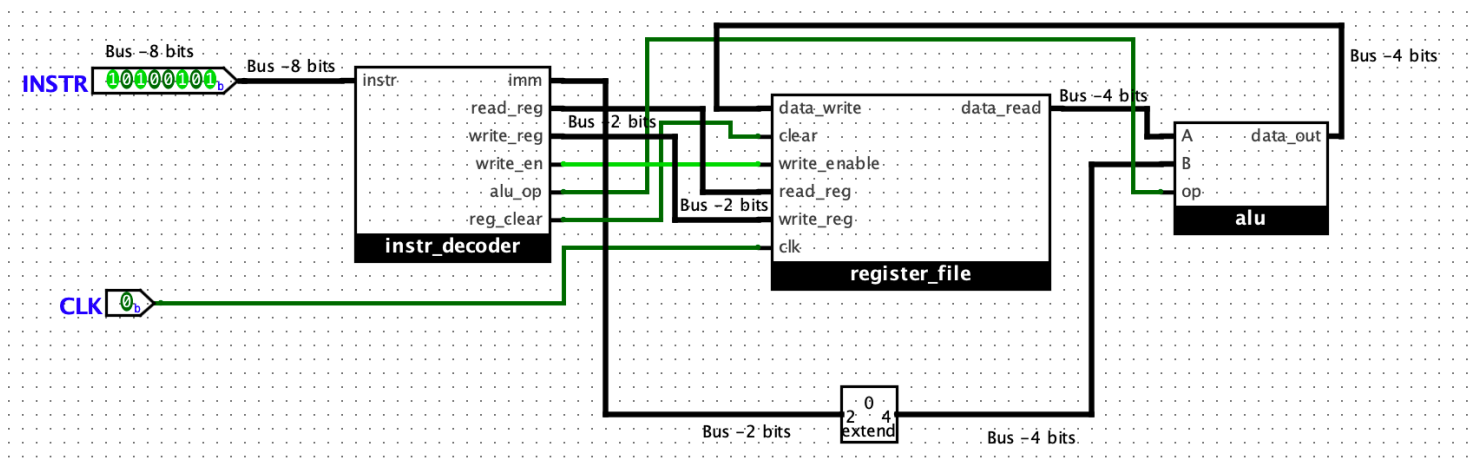 Bus -8 bits
INSTR 10100101b
Bus -8 bits
instr
imm
read_reg
write_reg
write_en
alu_op
reg_clear
instr_decoder
Bus -2 bits
Bus -2 bits
data_write
clear
write_enable
read_reg
write_reg
clk
data_read
register_file
Bus -4 bits
A
B
op
data_out
alu
Bus -4 bits
CLK 0b
0
2 4
extend
Bus -2 bits
Bus -4 bits